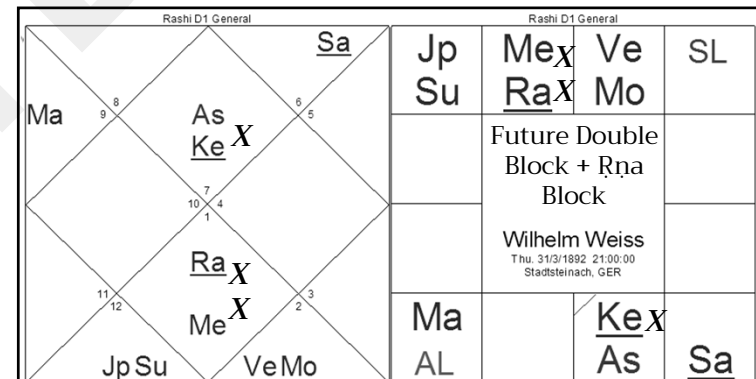 Rashi D1 General
Sa
Ma
8
9
6
5
As
Ke X
7
10 4
1
Ra X
Me X
11
12
3
2
Jp Su
Ve Mo
Rashi D1 General
Jp Me X Ve SL
Su Ra X Mo
Future Double
Block + Ṛṇa
Block
Wilhelm Weiss
Thu. 31/3/1892 21:00:00
Stadtsteinach, GER
Ma Ke X
AL As Sa